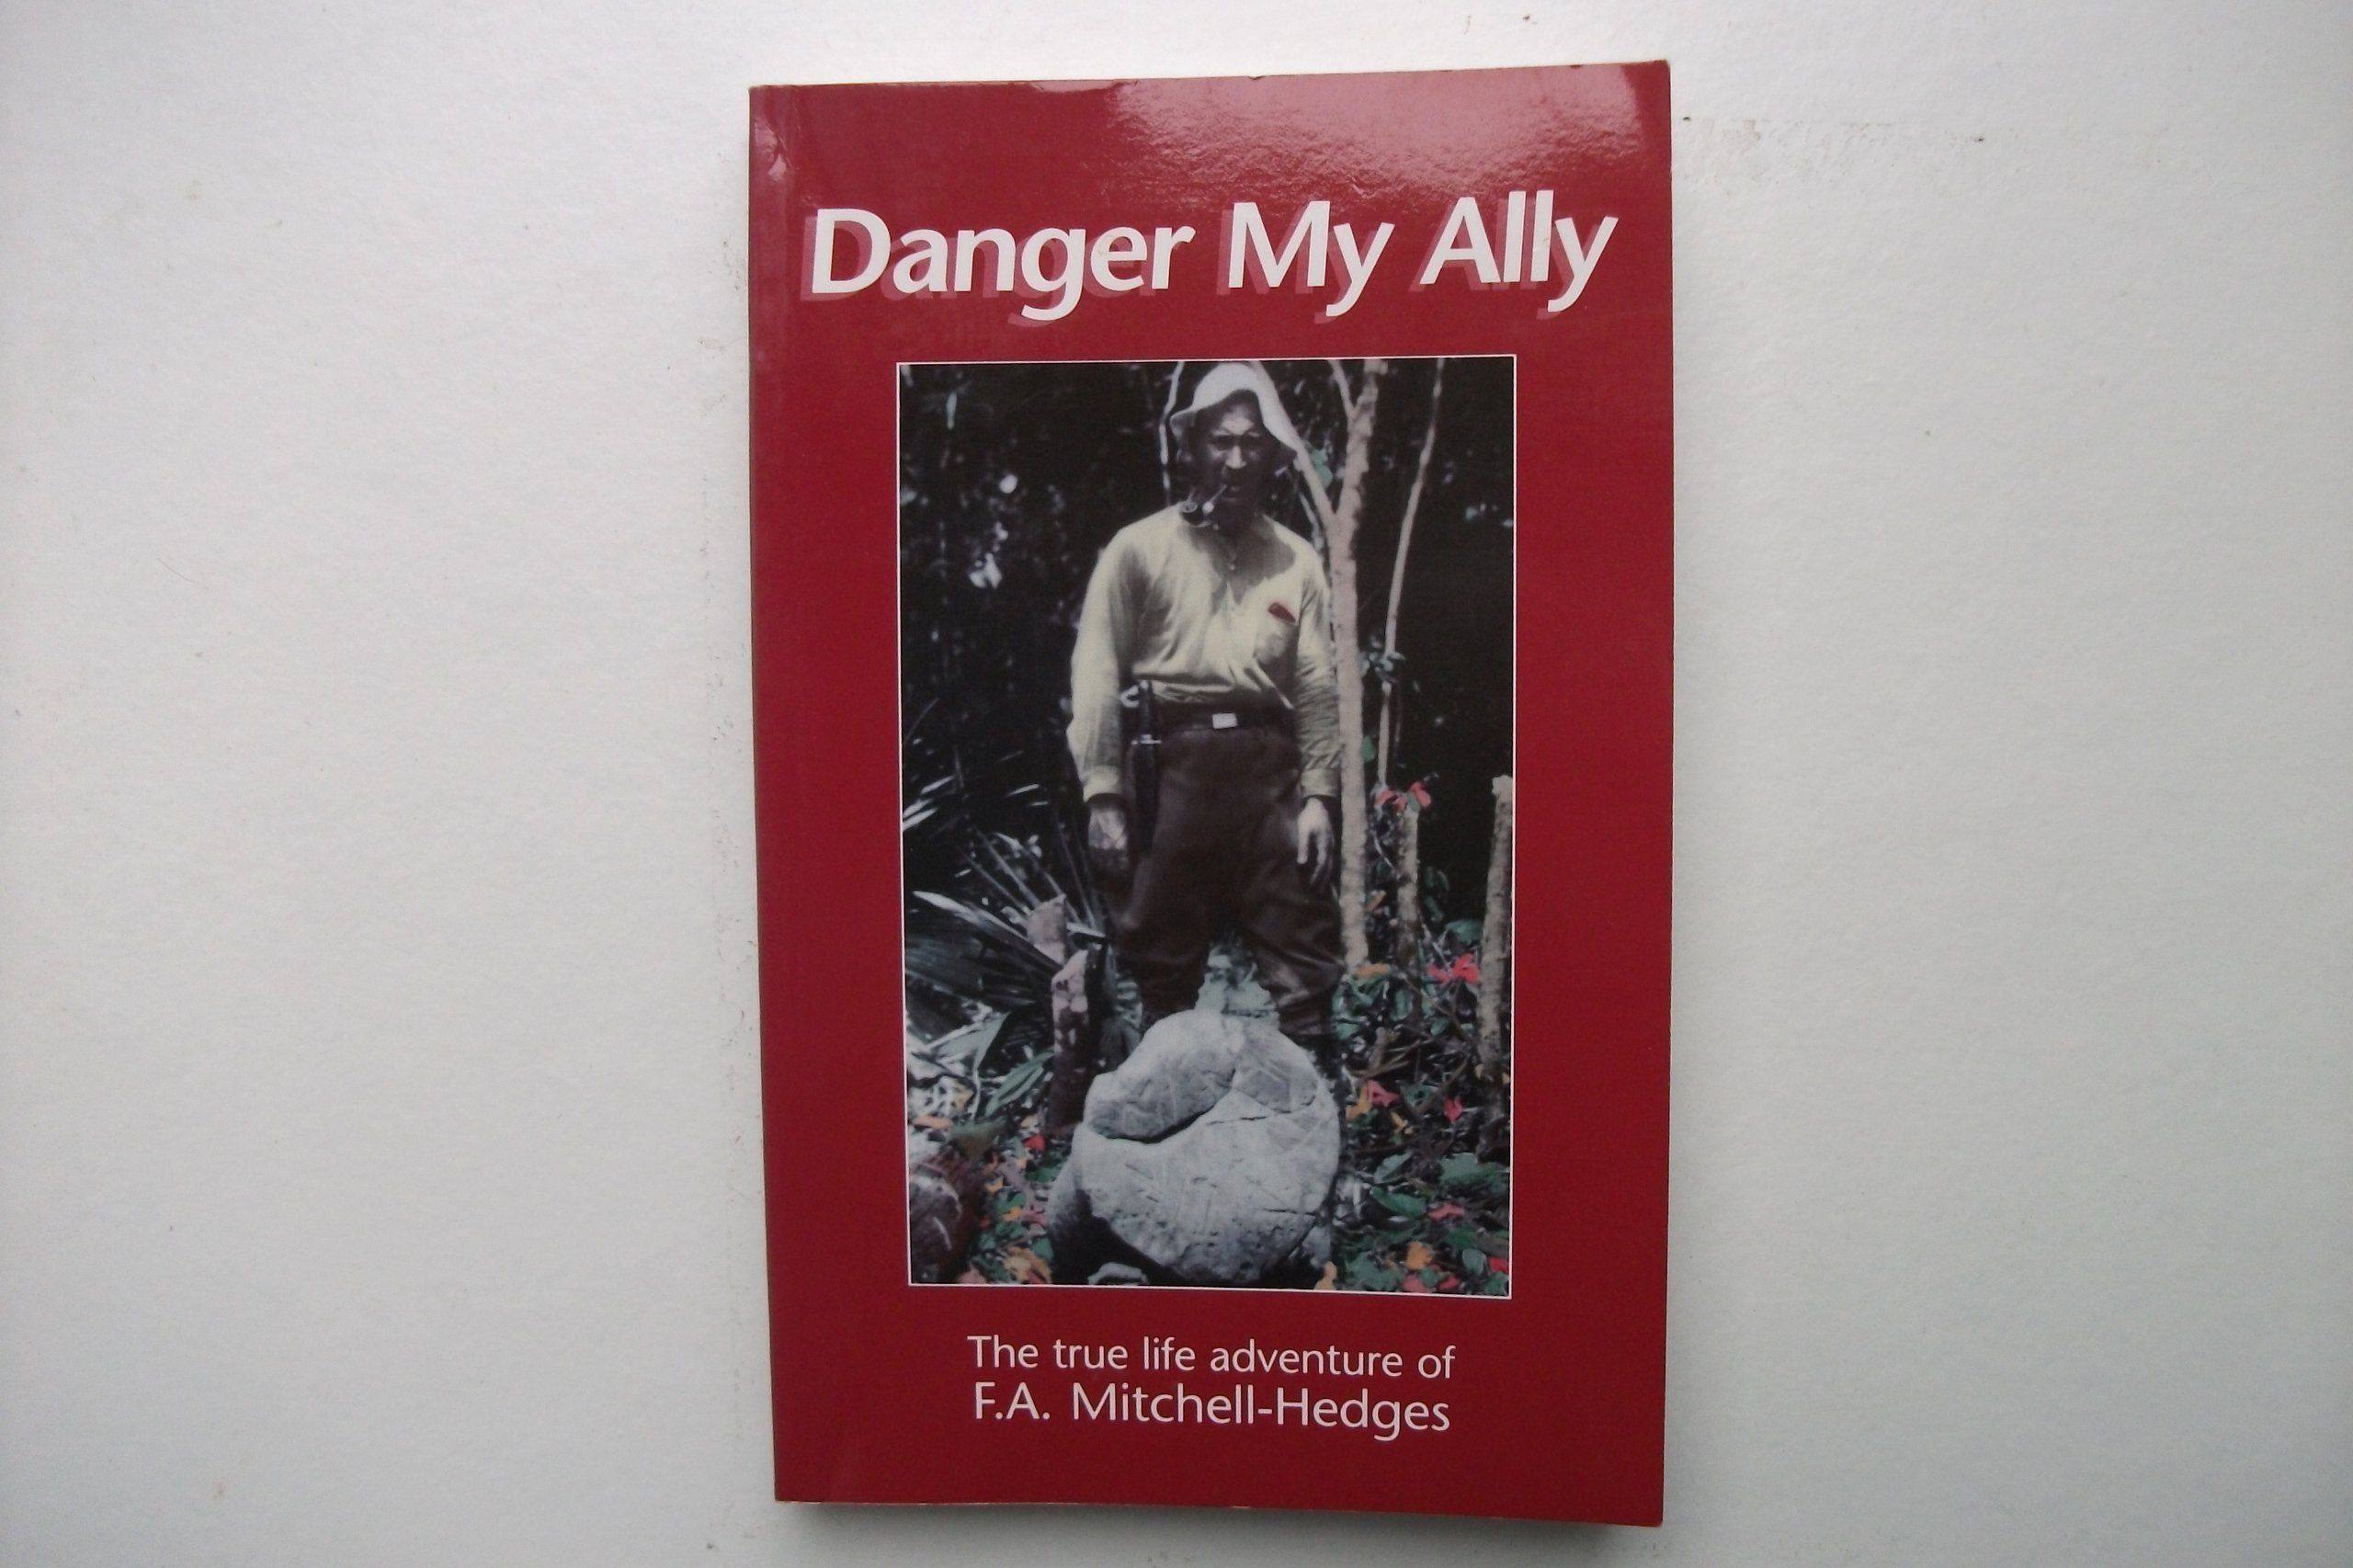 Danger My Ally
The true life adventure of
F.A. Mitchell-Hedges